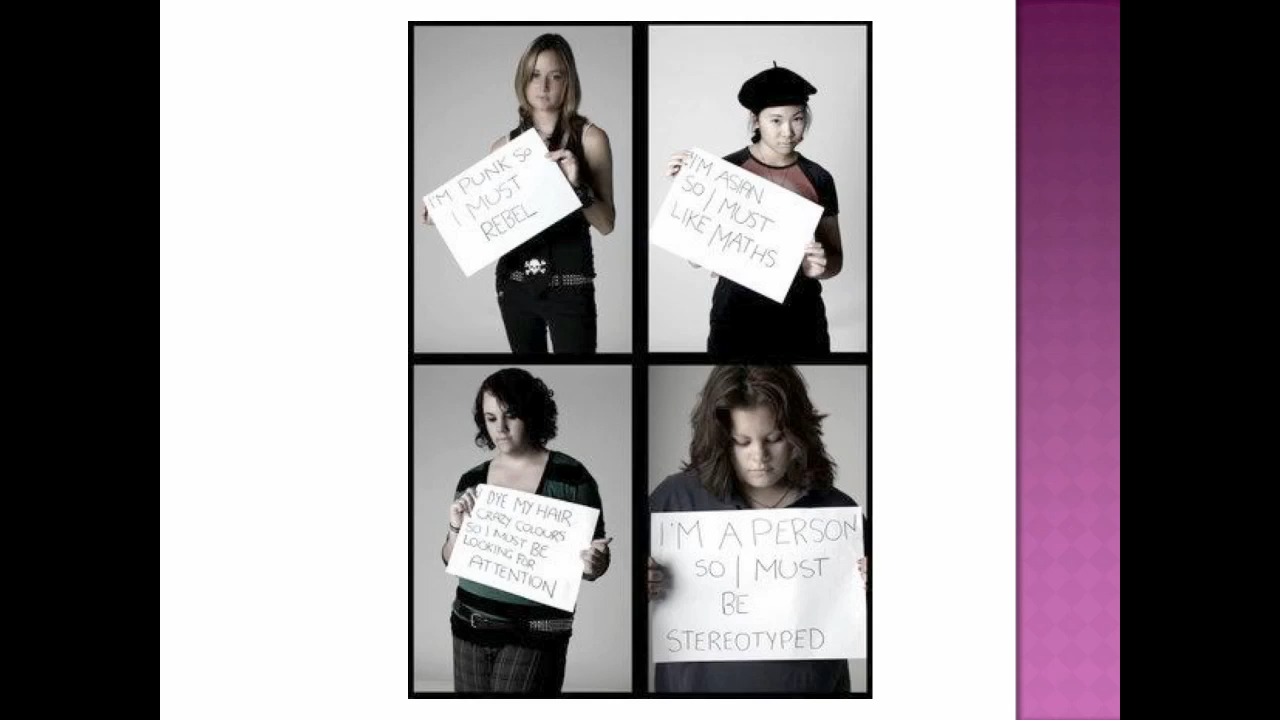 I'M PUNK SO
I MUST
REBEL
I'M ASIAN
SO I MUST
LIKE MATHS
I DYE MY HAIR
CRAZY COLOURS
SO I MUST BE
LOOKING FOR
ATTENTION
I'M A PERSON
SO I MUST
BE
STEREOTYPED